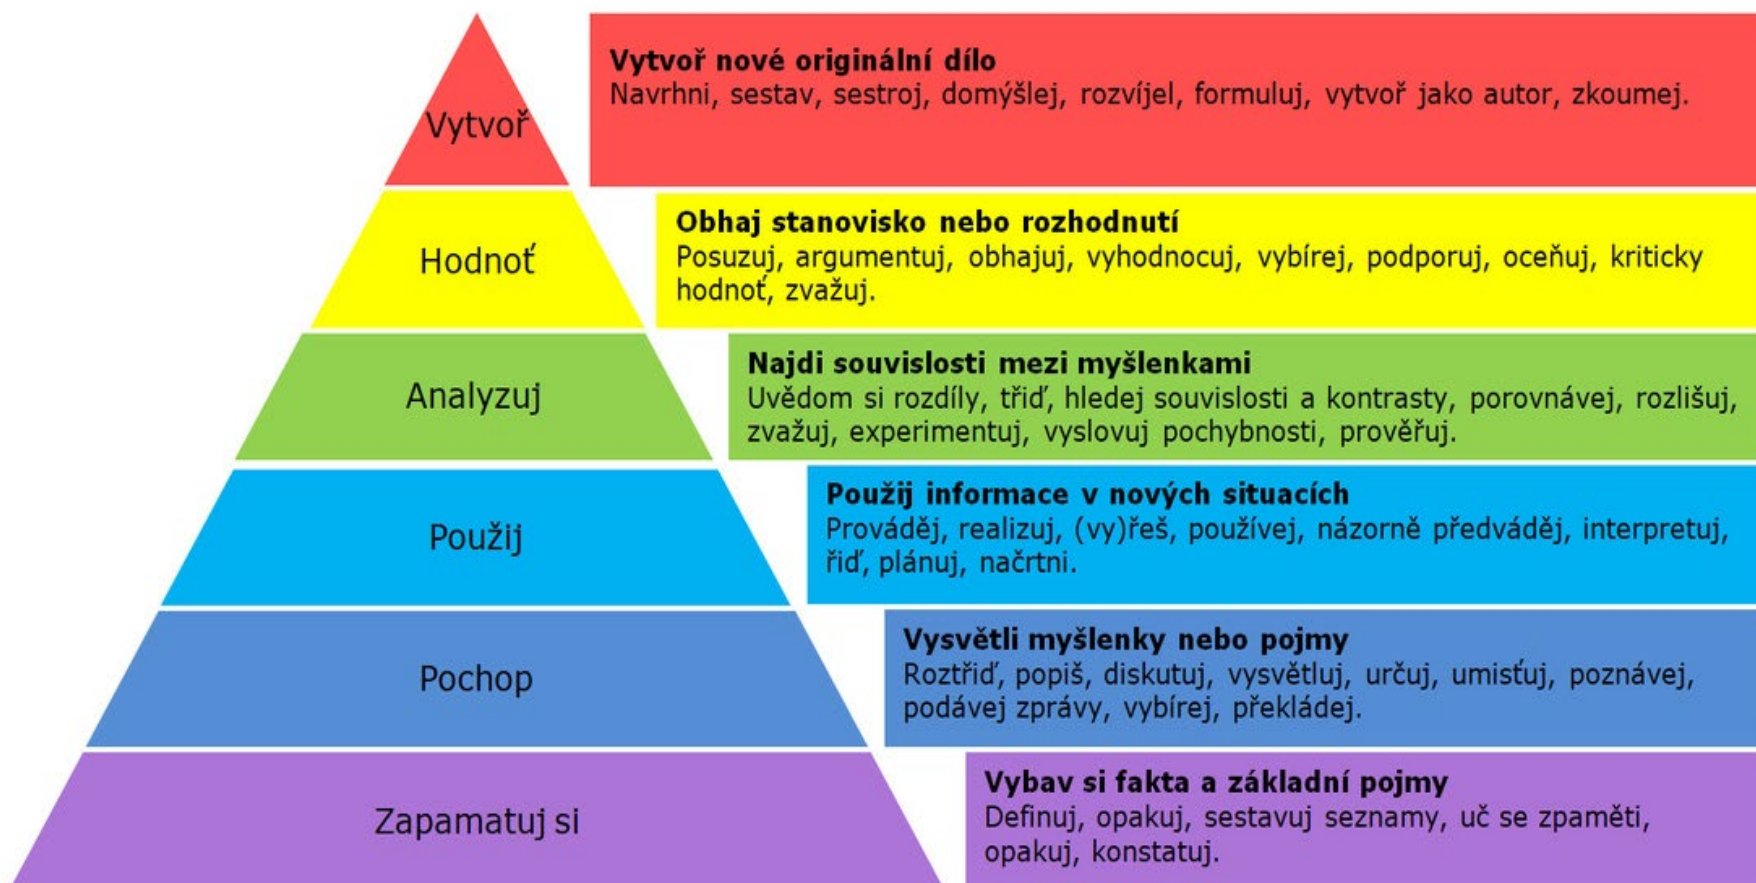 Vytvoř
Vytvoř nové originální dílo
Navrhni, sestav, sestroj, domýšlej, rozvíjel, formuluj, vytvoř jako autor, zkoumej.
Hodnoť
Obhaj stanovisko nebo rozhodnutí
Posuzuj, argumentuj, obhajuj, vyhodnocuj, vybírej, podporuj, oceňuj, kriticky
hodnoť, zvažuj.
Analyzuj
Najdi souvislosti mezi myšlenkami
Uvědom si rozdíly, třiď, hledej souvislosti a kontrasty, porovnávej, rozlišuj,
zvažuj, experimentuj, vyslovuj pochybnosti, prověřuj.
Použij
Použij informace v nových situacích
Prováděj, realizuj, (vy)řeš, používej, názorně předváděj, interpretuj,
řiď, plánuj, načrtni.
Pochop
Vysvětli myšlenky nebo pojmy
Roztřiď, popiš, diskutuj, vysvětluj, určuj, umisťuj, poznávej,
podávej zprávy, vybírej, překládej.
Zapamatuj si
Vybav si fakta a základní pojmy
Definuj, opakuj, sestavuj seznamy, uč se zpaměti,
opakuj, konstatuj.